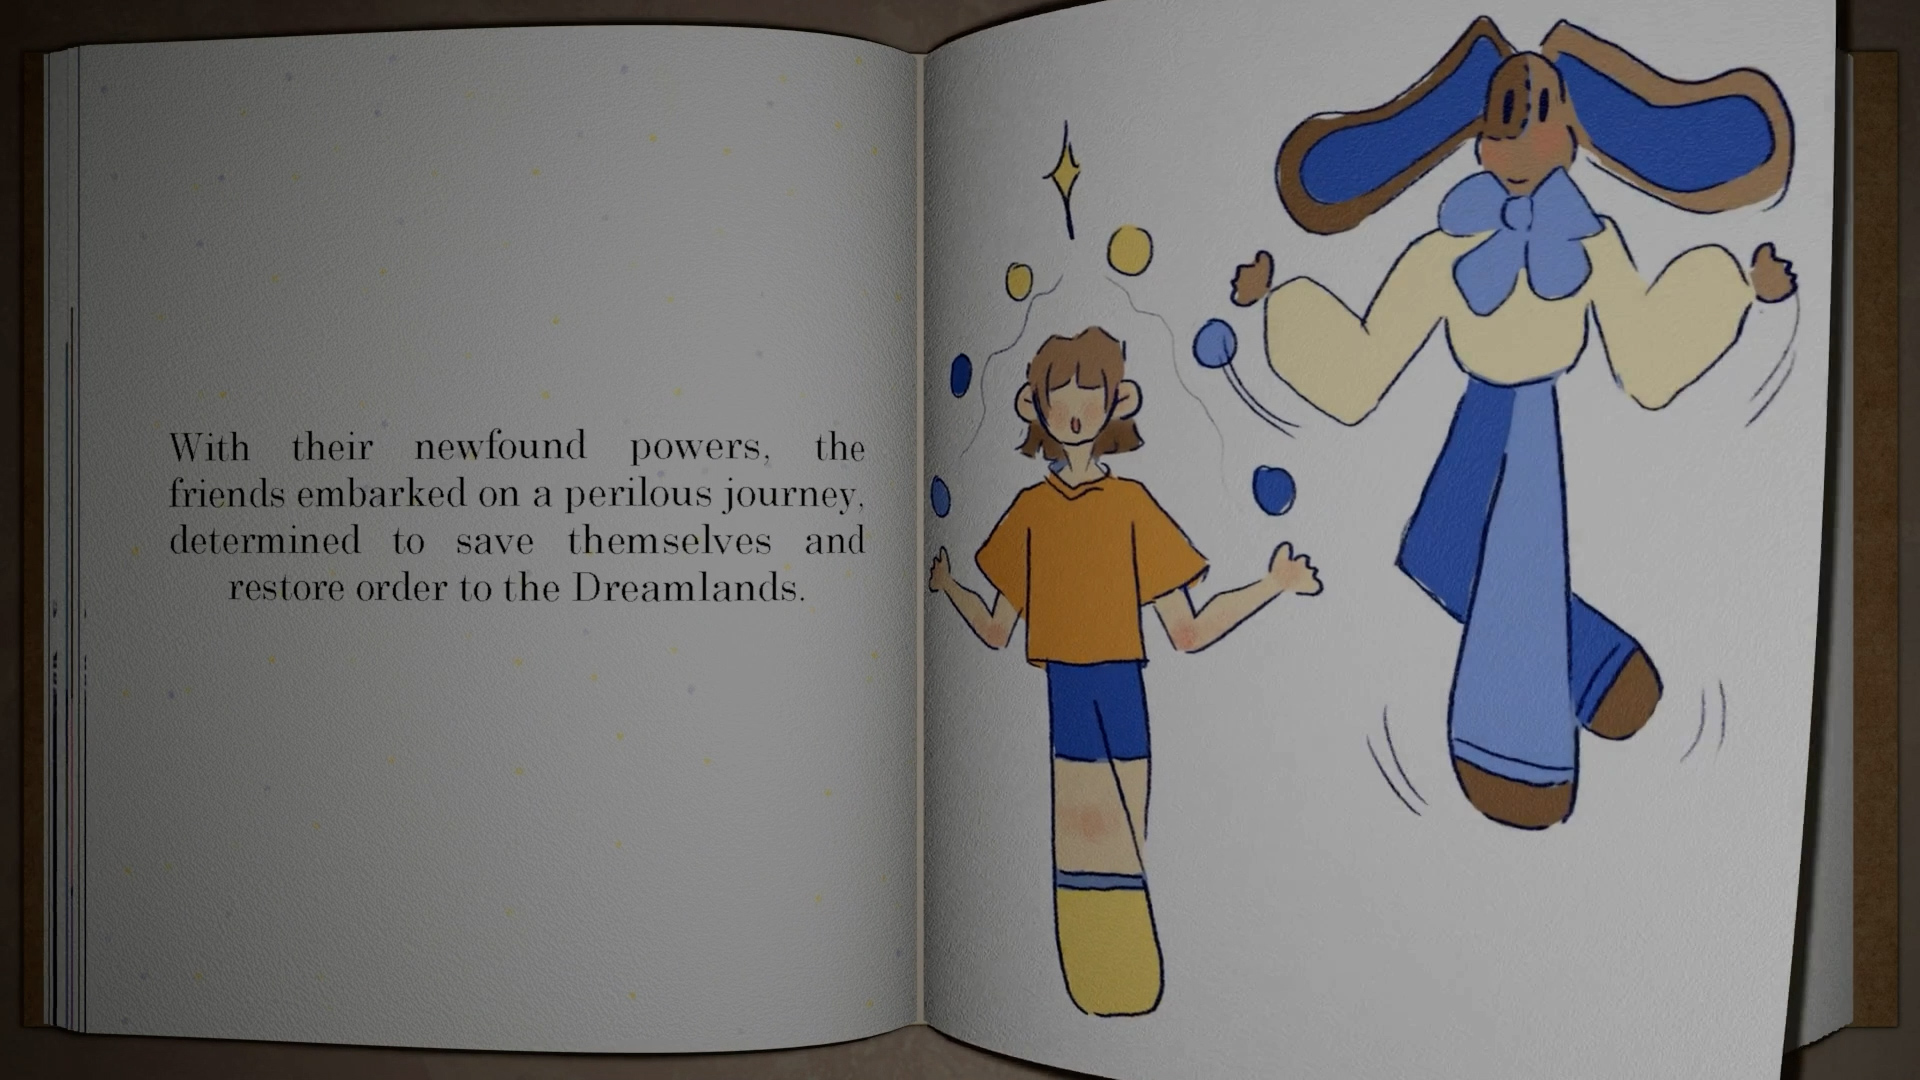 With their newfound powers, the
friends embarked on a perilous journey,
determined to save themselves and
restore order to the Dreamlands.